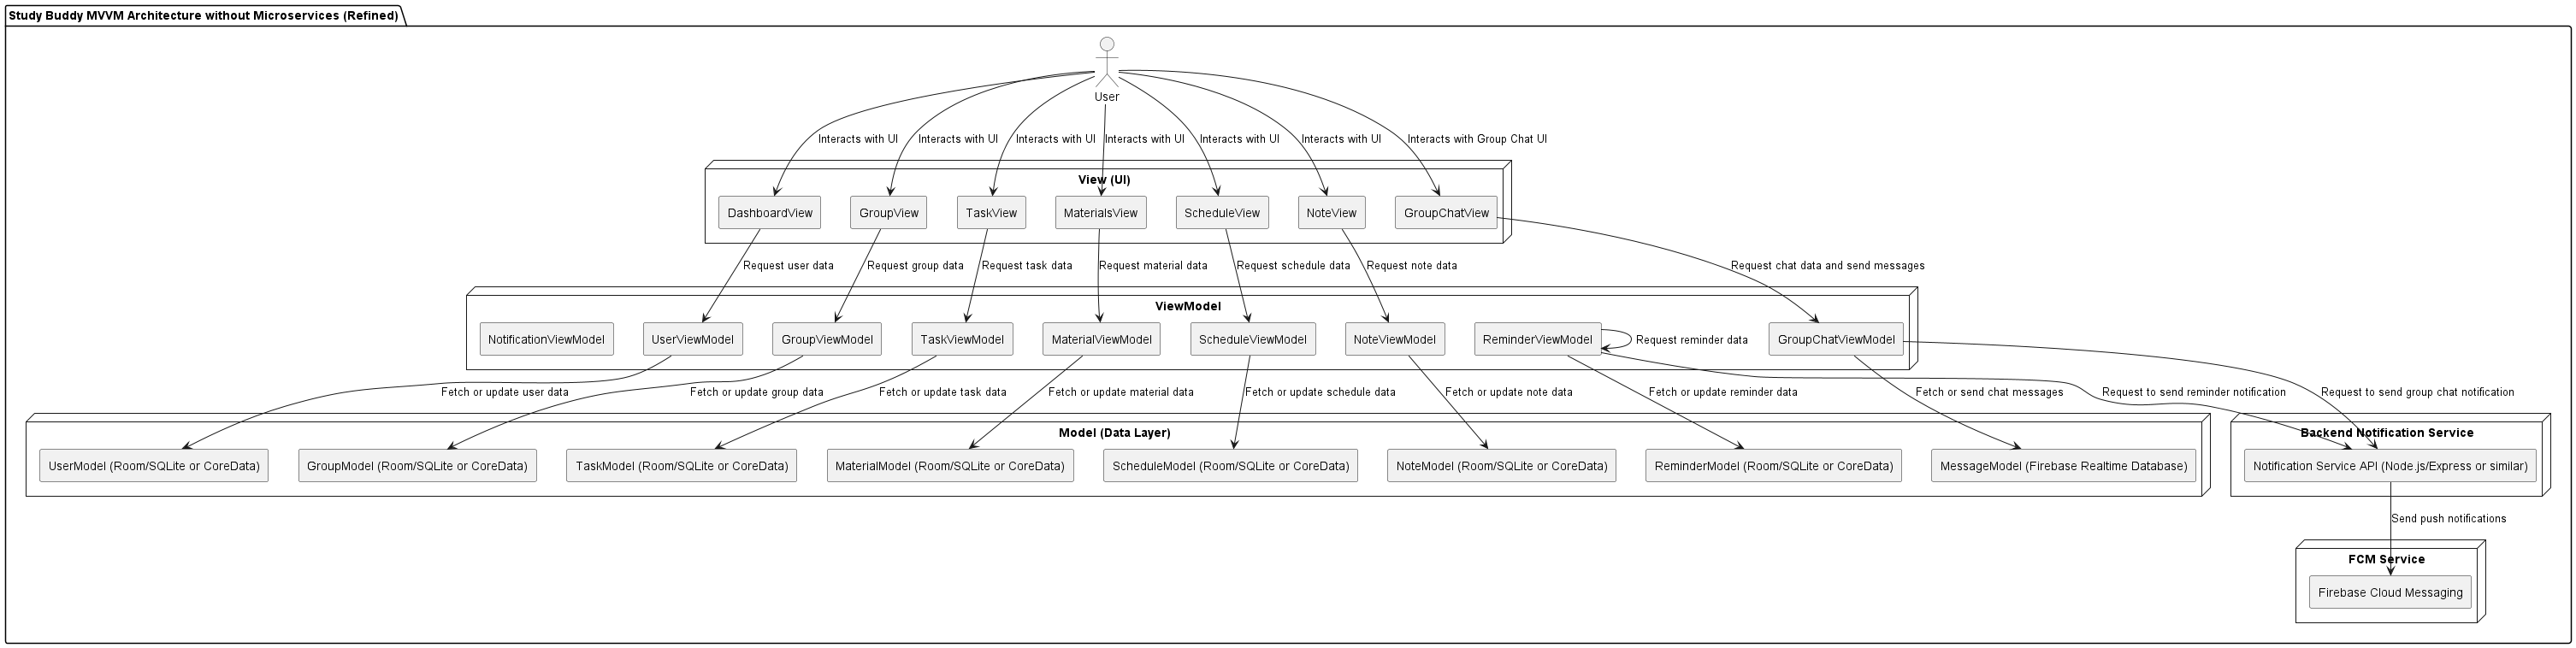 Study Buddy MVVM Architecture without Microservices (Refined)
User
Interacts with UI
Interacts with UI
Interacts with UI
Interacts with UI
Interacts with UI
Interacts with UI
Interacts with Group Chat UI
View (UI)
DashboardView
GroupView
TaskView
MaterialsView
ScheduleView
NoteView
GroupChatView
Request user data
Request group data
Request task data
Request material data
Request schedule data
Request note data
Request chat data and send messages
ViewModel
NotificationViewModel
UserViewModel
GroupViewModel
TaskViewModel
MaterialViewModel
ScheduleViewModel
NoteViewModel
ReminderViewModel
Request reminder data
GroupChatViewModel
Fetch or update user data
Fetch or update group data
Fetch or update task data
Fetch or update material data
Fetch or update schedule data
Fetch or update note data
Fetch or update reminder data
Fetch or send chat messages
Request to send reminder notification
Request to send group chat notification
Model (Data Layer)
Backend Notification Service
UserModel (Room/SQLite or CoreData)
GroupModel (Room/SQLite or CoreData)
TaskModel (Room/SQLite or CoreData)
MaterialModel (Room/SQLite or CoreData)
ScheduleModel (Room/SQLite or CoreData)
NoteModel (Room/SQLite or CoreData)
ReminderModel (Room/SQLite or CoreData)
MessageModel (Firebase Realtime Database)
Notification Service API (Node.js/Express or similar)
Send push notifications
FCM Service
Firebase Cloud Messaging